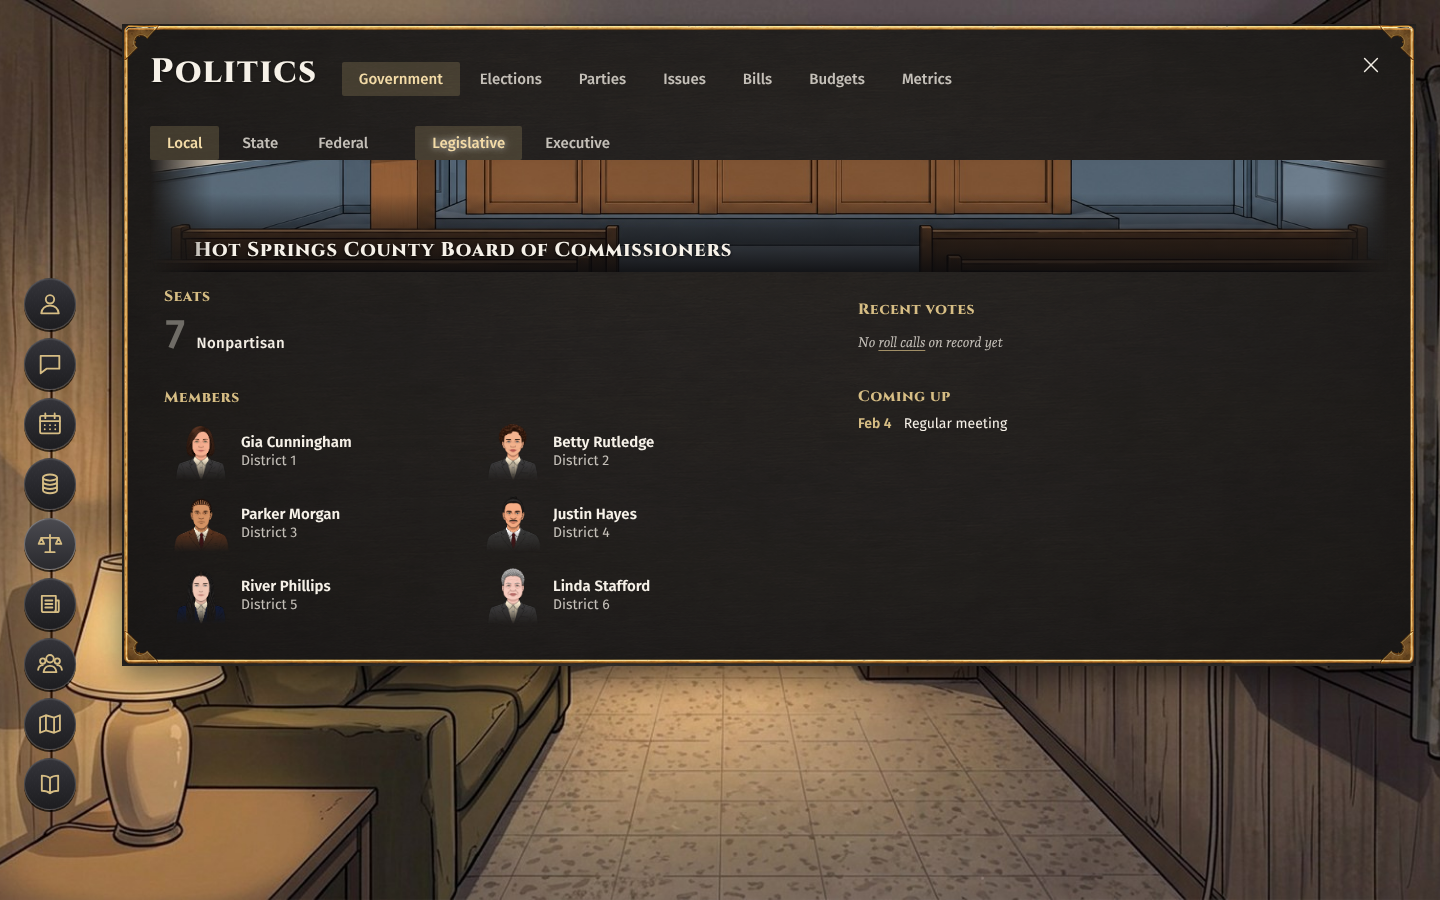 Politics
Government Elections Parties Issues Bills Budgets Metrics
Local State Federal Legislative Executive
Hot Springs County Board of Commissioners
Seats
7 Nonpartisan
Members
Gia Cunningham
District 1
Betty Rutledge
District 2
Parker Morgan
District 3
Justin Hayes
District 4
River Phillips
District 5
Linda Stafford
District 6
Recent votes
No roll calls on record yet
Coming up
Feb 4 Regular meeting